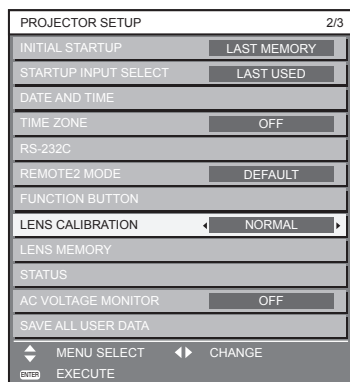 PROJECTOR SETUP 2/3
INITIAL STARTUP LAST MEMORY
STARTUP INPUT SELECT LAST USED
DATE AND TIME
TIME ZONE OFF
RS-232C
REMOTE2 MODE DEFAULT
FUNCTION BUTTON
LENS CALIBRATION NORMAL
LENS MEMORY
STATUS
AC VOLTAGE MONITOR OFF
SAVE ALL USER DATA
MENU SELECT CHANGE
ENTER EXECUTE